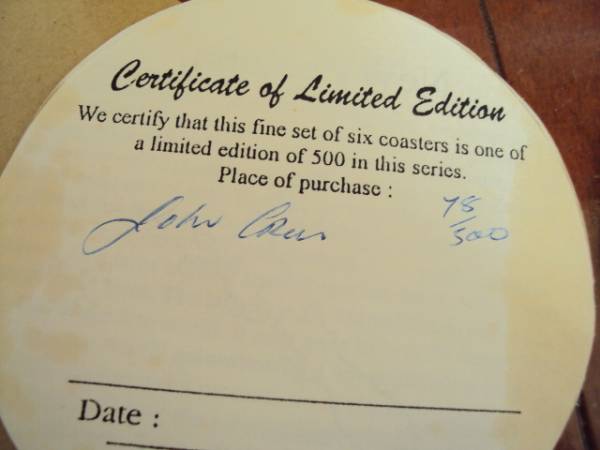 Certificate of Limited Edition
We certify that this fine set of six coasters is one of
a limited edition of 500 in this series.
Place of purchase :
John 78/500
Date :